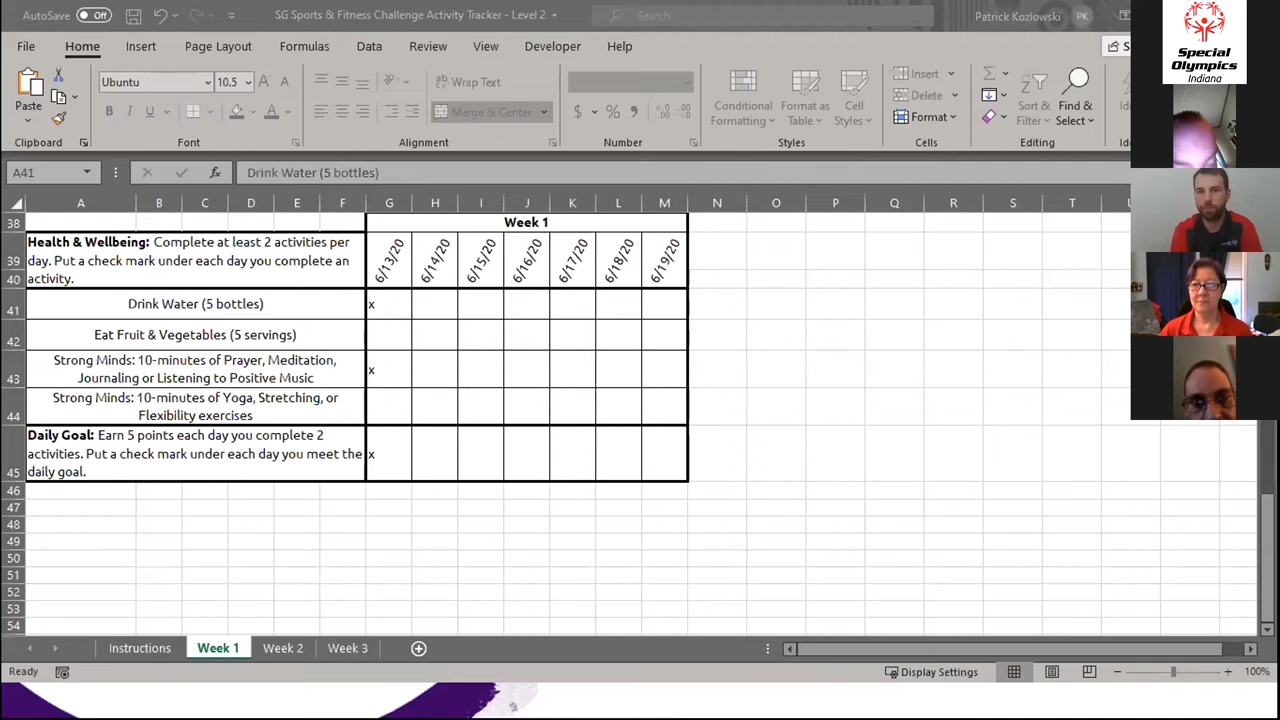 AutoSave Off SG Sports & Fitness Challenge Activity Tracker - Level 2 Search Patrick Kozlowski PK
File Home Insert Draw Page Layout Formulas Data Review View Developer Help
Paste Ubuntu 10.5 A A Wrap Text Conditional Format as Cell Insert Sort & Find &
B I U A Merge & Center $ % Formatting Table Styles Delete Filter Select
Format
Clipboard Font Alignment Number Styles Cells Editing
A41 fx Drink Water (5 bottles)
A B C D E F G H I J K L M N O P Q R S T
38 Week 1
39 Health & Wellbeing: Complete at least 2 activities per
day. Put a check mark under each day you complete an
40 activity.
6/13/20 6/14/20 6/15/20 6/16/20 6/17/20 6/18/20 6/19/20
41 Drink Water (5 bottles) x
42 Eat Fruit & Vegetables (5 servings)
43 Strong Minds: 10-minutes of Prayer, Meditation,
Journaling or Listening to Positive Music x
44 Strong Minds: 10-minutes of Yoga, Stretching, or
Flexibility exercises
45 Daily Goal: Earn 5 points each day you complete 2
activities. Put a check mark under each day you meet the x
daily goal.
46
47
48
49
50
51
52
53
54
Instructions Week 1 Week 2 Week 3
Ready Display Settings 100%
Special
Olympics
Indiana